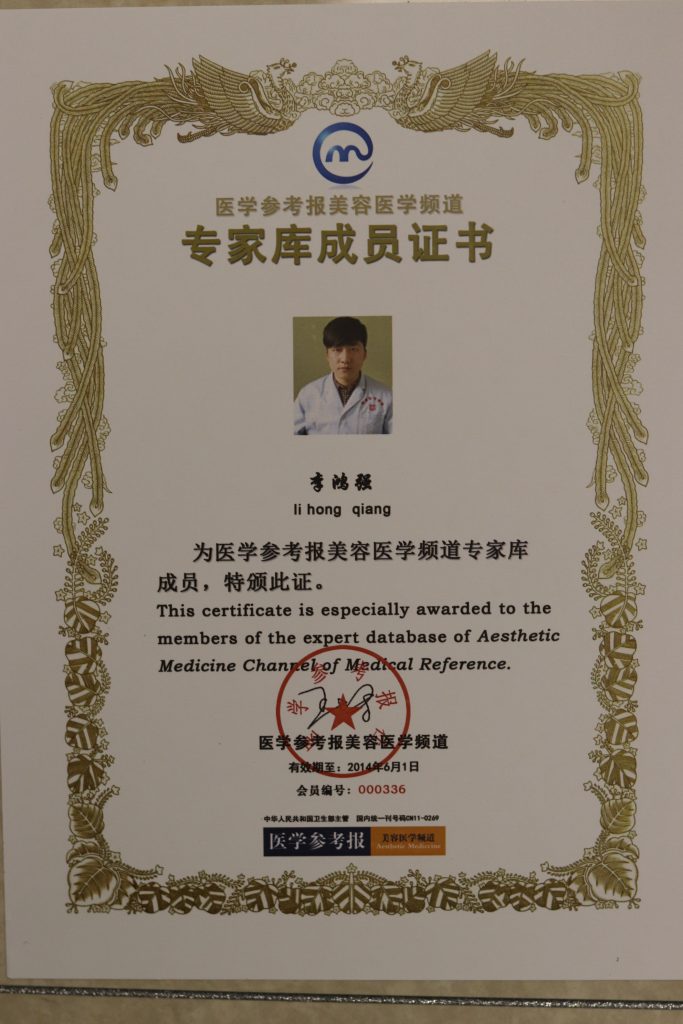 医学参考报美容医学频道
专家库成员证书
李鸿强
li hong qiang
为医学参考报美容医学频道专家库
成员，特颁此证。
This certificate is especially awarded to the
members of the expert database of Aesthetic
Medicine Channel of Medical Reference.
学参考报
医学参考报美容医学频道
有效期至：2014年6月1日
会员编号：000336
中华人民共和国卫生部主管 国内统一刊号码CN11-0269
医学参考报
美容医学频道
Aesthetic Medicine